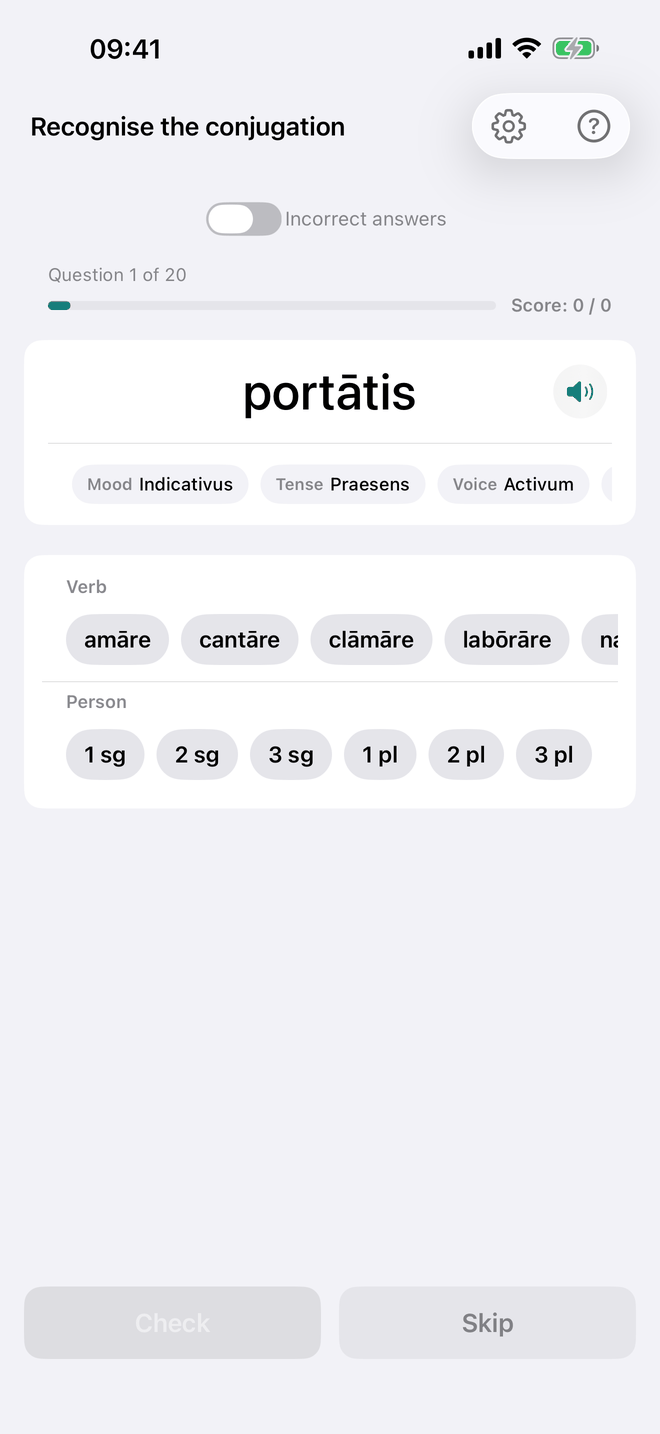 09:41
Recognise the conjugation
?
Incorrect answers
Question 1 of 20
Score: 0 / 0
portātis
Mood Indicativus Tense Praesens Voice Activum
Verb
amāre cantāre clāmāre labōrāre
Person
1 sg 2 sg 3 sg 1 pl 2 pl 3 pl
Check Skip